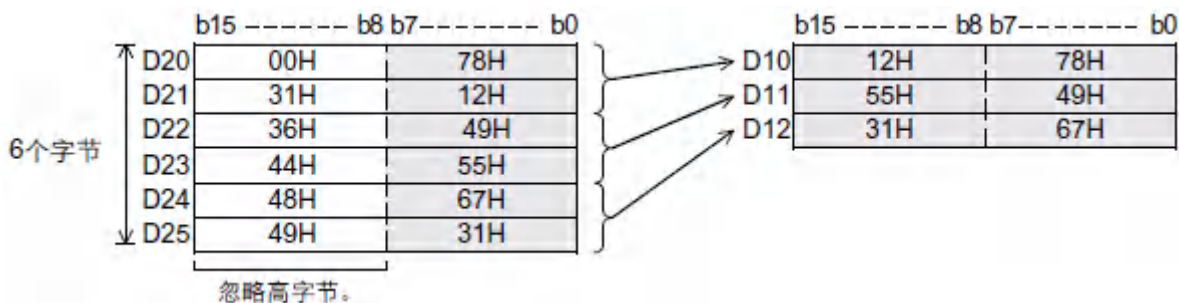 b15 ------- b8 b7-------- b0 b15 ------- b8 b7-------- b0
D20 00H 78H D10 12H 78H
D21 31H 12H D11 55H 49H
D22 36H 49H D12 31H 67H
6个字节
D23 44H 55H
D24 48H 67H
D25 49H 31H
忽略高字节。